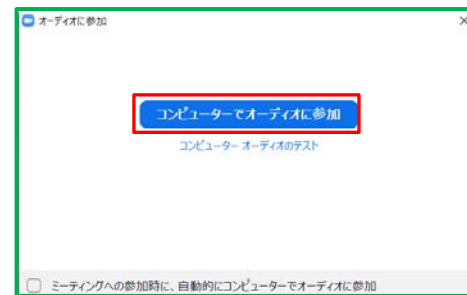 オーディオに参加
コンピューターでオーディオに参加
コンピューター オーディオのテスト
ミーティングへの参加時に、自動的にコンピューターでオーディオに参加